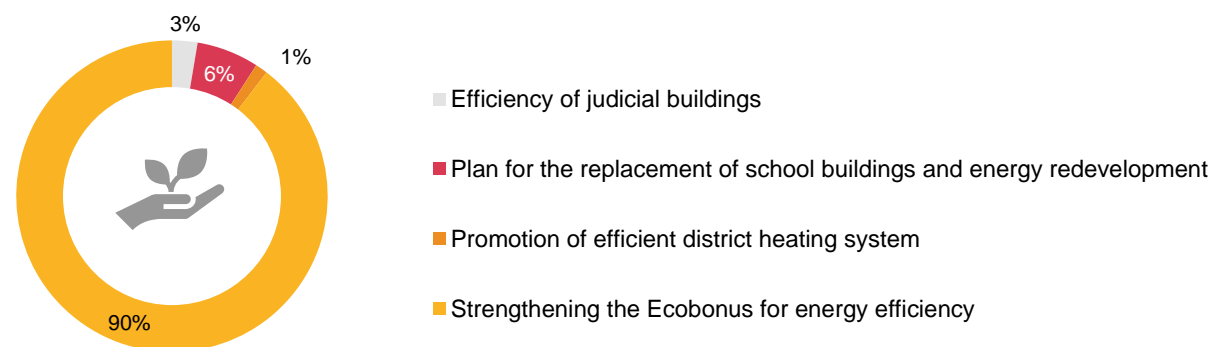 3%
1%
6%
90%
Efficiency of judicial buildings
Plan for the replacement of school buildings and energy redevelopment
Promotion of efficient district heating system
Strengthening the Ecobonus for energy efficiency